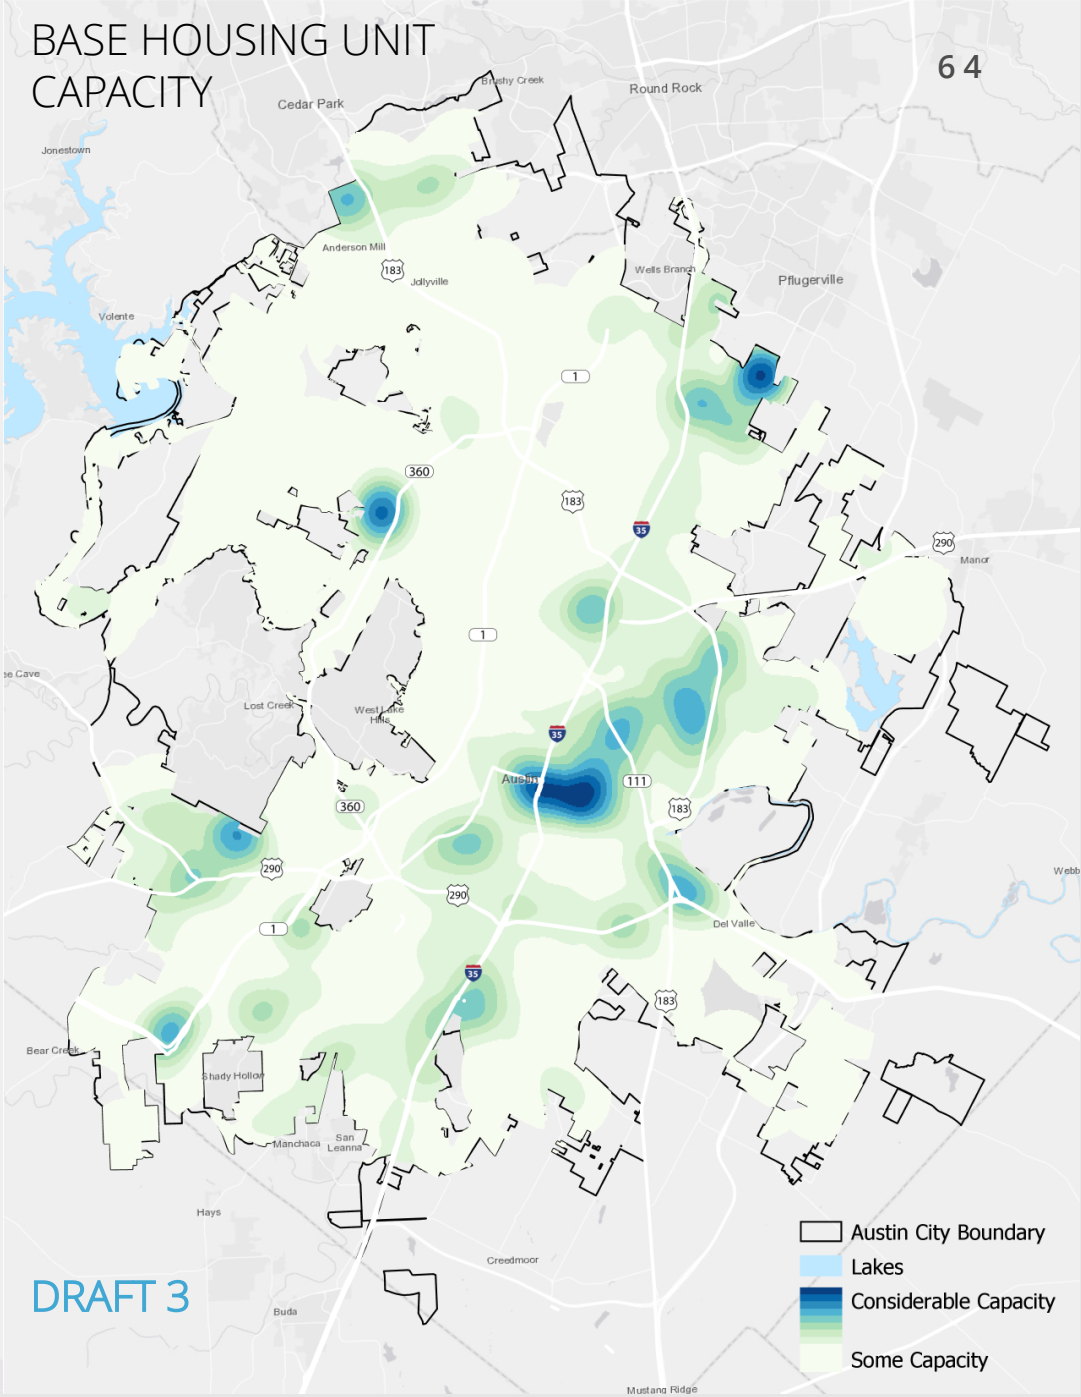 BASE HOUSING UNIT
CAPACITY
64
Brushy Creek
Round Rock
Cedar Park
Jonestown
Anderson Mill
183
Jollyville
Wells Branch
Pflugerville
Volente
1
360
183
35
290
Manor
1
ee Cave
Lost Creek
West Lake
Hills
35
Austin
111
360
183
290
290
Webb
1
Del Valle
35
183
Bear Creek
Shady Hollow
Manchaca
San
Leanna
Hays
Creedmoor
Buda
Mustang Ridge
DRAFT 3
Austin City Boundary
Lakes
Considerable Capacity
Some Capacity